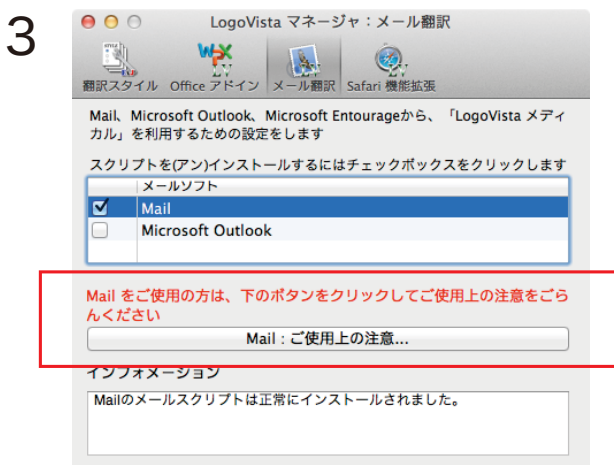 3
LogoVista マネージャ：メール翻訳
翻訳スタイル Office アドイン メール翻訳 Safari 機能拡張
Mail、Microsoft Outlook、Microsoft Entourageから、「LogoVista メディ
カル」を利用するための設定をします
スクリプトを(アン)インストールするにはチェックボックスをクリックします
メールソフト
Mail
Microsoft Outlook
Mail をご使用の方は、下のボタンをクリックしてご使用上の注意をごら
んください
Mail：ご使用上の注意...
インフォメーション
Mailのメールスクリプトは正常にインストールされました。